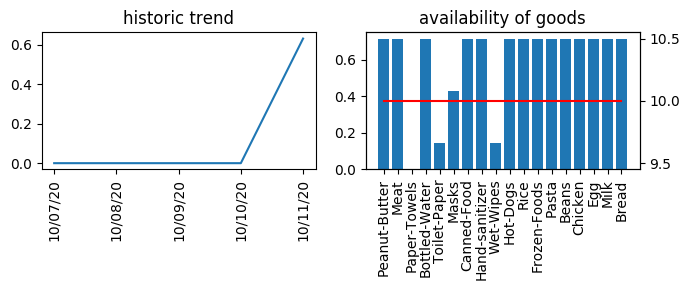 historic trend
0.6
0.4
0.2
0.0
10/07/20
10/08/20
10/09/20
10/10/20
10/11/20
availability of goods
0.6
0.4
0.2
0.0
10.5
10.0
9.5
Peanut-Butter
Meat
Paper-Towels
Bottled-Water
Toilet-Paper
Masks
Canned-Food
Hand-sanitizer
Wet-Wipes
Hot-Dogs
Rice
Frozen-Foods
Pasta
Beans
Chicken
Egg
Milk
Bread